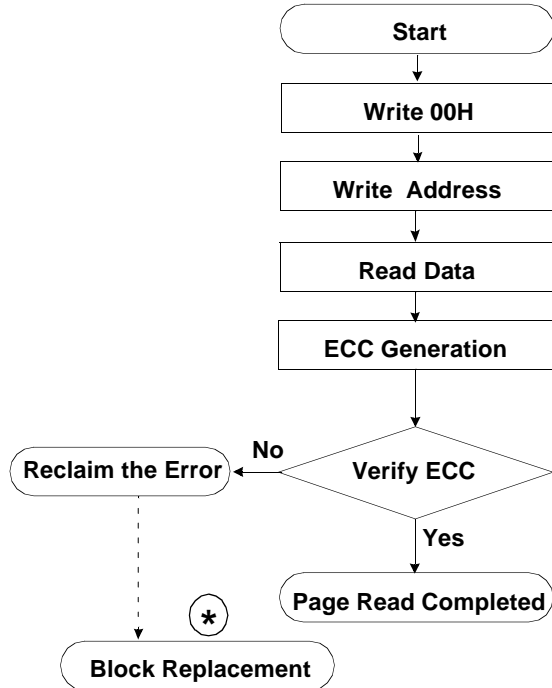 Start
Write 00H
Write Address
Read Data
ECC Generation
Verify ECC
No
Reclaim the Error
Yes
Page Read Completed
*
Block Replacement